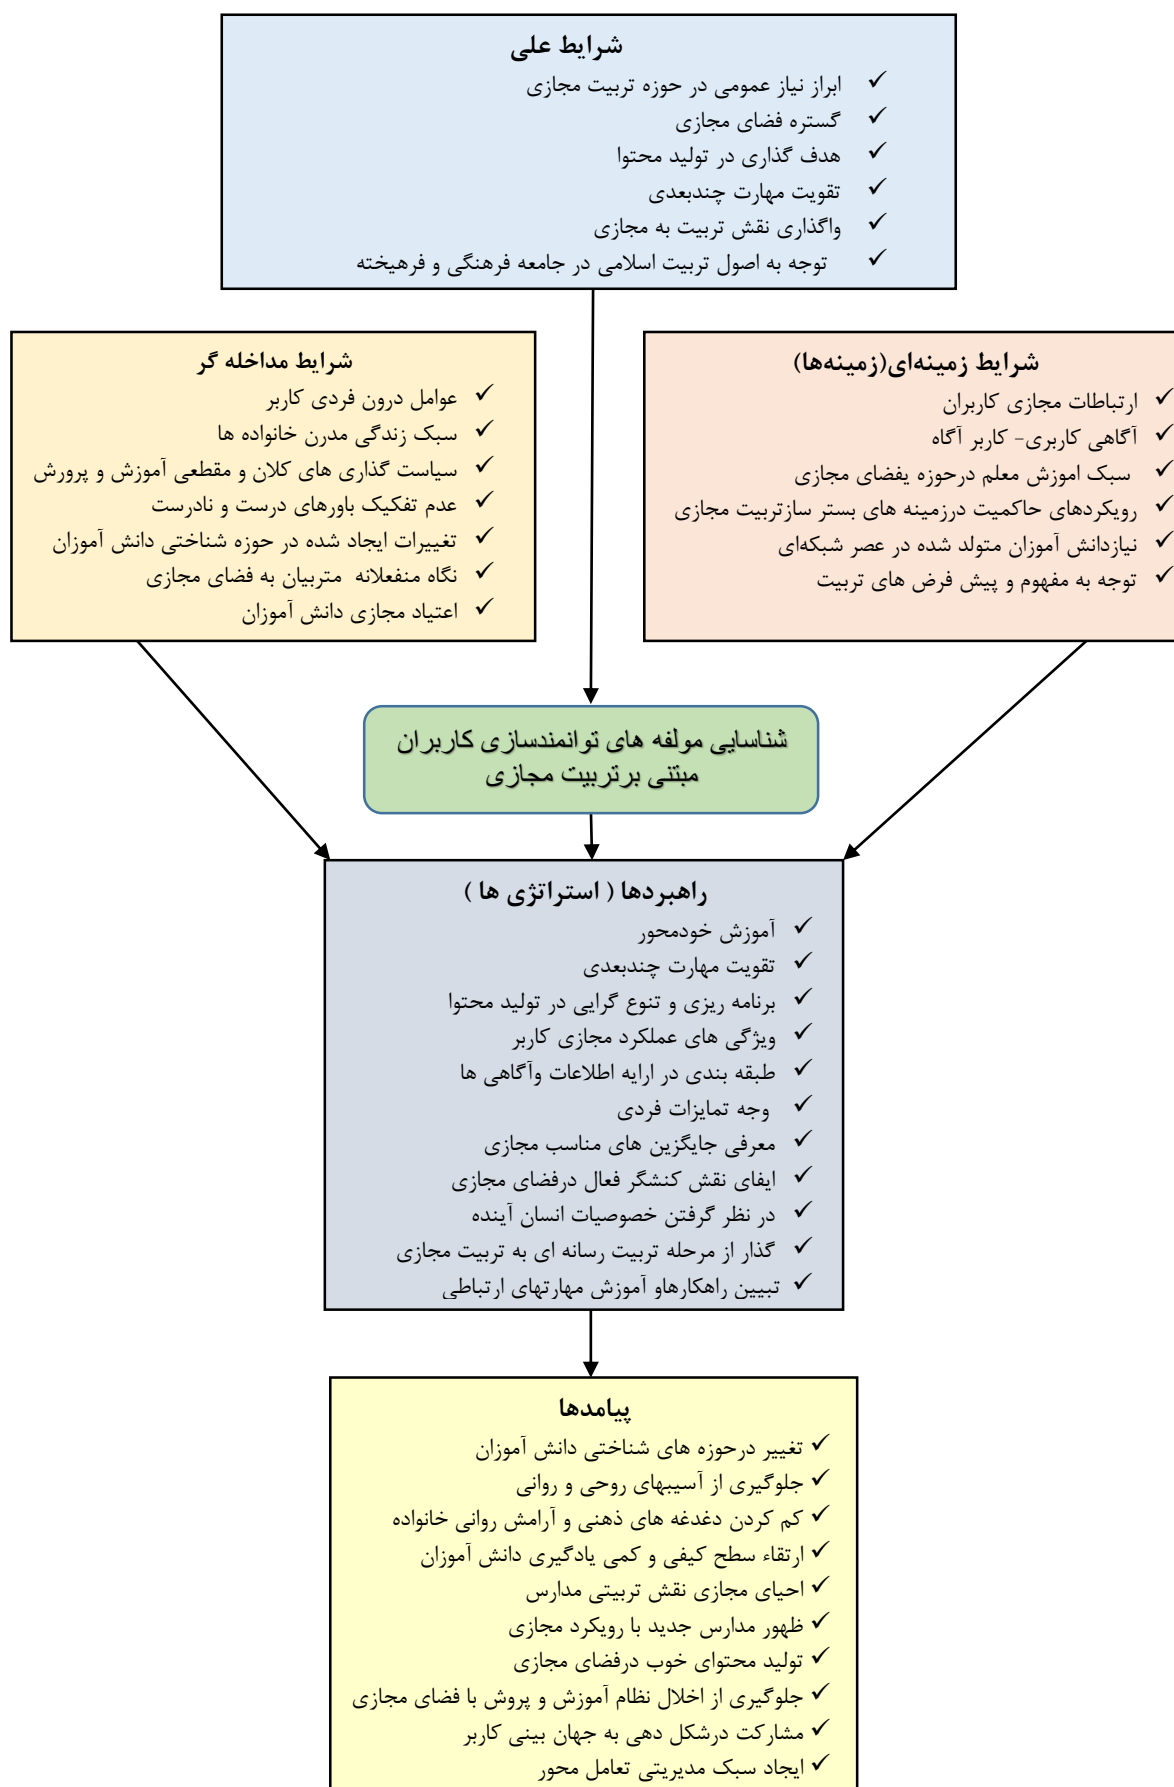 شرایط علی
✓ ابراز نیاز عمومی در حوزه تربیت مجازی
✓ گستره فضای مجازی
✓ هدف گذاری در تولید محتوا
✓ تقویت مهارت چندبعدی
✓ واگذاری نقش تربیت به مجازی
✓ توجه به اصول تربیت اسلامی در جامعه فرهنگی و فرهیخته
شرایط زمینه‌ای(زمینه‌ها)
✓ ارتباطات مجازی کاربران
✓ آگاهی کاربری- کاربر آگاه
✓ سبک اموزش معلم درحوزه یفضای مجازی
✓ رویکردهای حاکمیت درزمینه های بستر سازتربیت مجازی
✓ نیازدانش آموزان متولد شده در عصر شبکه‌ای
✓ توجه به مفهوم و پیش فرض های تربیت
شرایط مداخله گر
✓ عوامل درون فردی کاربر
✓ سبک زندگی مدرن خانواده ها
✓ سیاست گذاری های کلان و مقطعی آموزش و پرورش
✓ عدم تفکیک باورهای درست و نادرست
✓ تغییرات ایجاد شده در حوزه شناختی دانش آموزان
✓ نگاه منفعلانه متربیان به فضای مجازی
✓ اعتیاد مجازی دانش آموزان
شناسایی مولفه های توانمندسازی کاربران
مبتنی برتربیت مجازی
راهبردها ( استراتژی ها )
✓ آموزش خودمحور
✓ تقویت مهارت چندبعدی
✓ برنامه ریزی و تنوع گرایی در تولید محتوا
✓ ویژگی های عملکرد مجازی کاربر
✓ طبقه بندی در ارایه اطلاعات وآگاهی ها
✓ وجه تمایزات فردی
✓ معرفی جایگزین های مناسب مجازی
✓ ایفای نقش کنشگر فعال درفضای مجازی
✓ در نظر گرفتن خصوصیات انسان آینده
✓ گذار از مرحله تربیت رسانه ای به تربیت مجازی
✓ تبیین راهکارهاو آموزش مهارتهای ارتباطی
پیامدها
✓ تغییر درحوزه های شناختی دانش آموزان
✓ جلوگیری از آسیبهای روحی و روانی
✓ کم کردن دغدغه های ذهنی و آرامش روانی خانواده
✓ ارتقاء سطح کیفی و کمی یادگیری دانش آموزان
✓ احیای مجازی نقش تربیتی مدارس
✓ ظهور مدارس جدید با رویکرد مجازی
✓ تولید محتوای خوب درفضای مجازی
✓ جلوگیری از اخلال نظام آموزش و پروش با فضای مجازی
✓ مشارکت درشکل دهی به جهان بینی کاربر
✓ ایجاد سبک مدیریتی تعامل محور